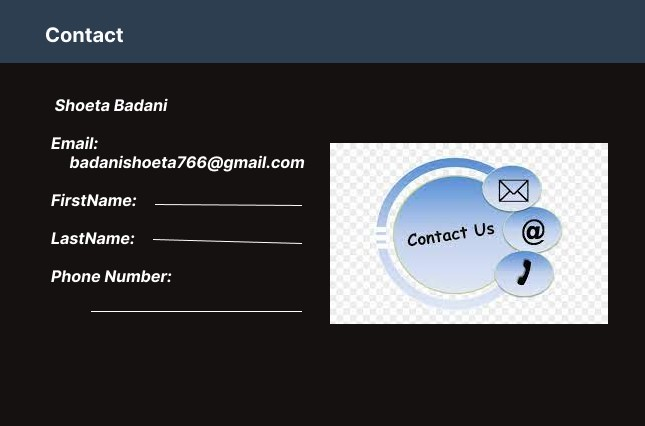 Contact
Shoeta Badani
Email:
badanishoeta766@gmail.com
FirstName:
LastName:
Phone Number:
Contact Us
@